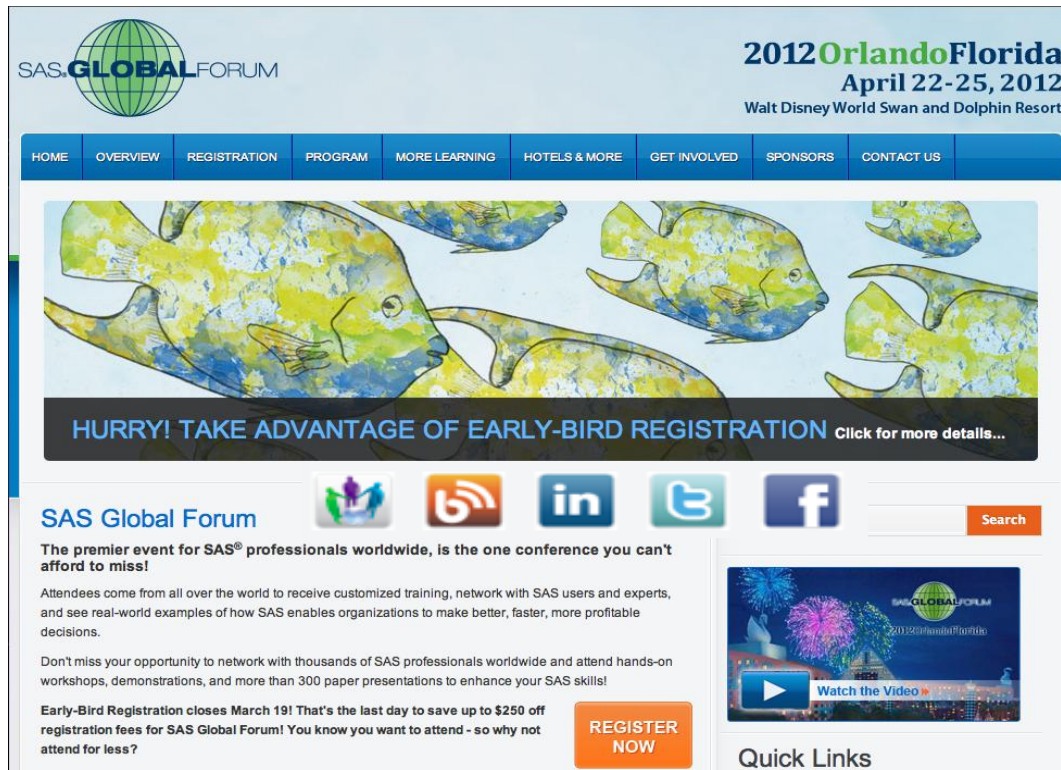 SAS® GLOBALFORUM
2012OrlandoFlorida
April 22-25, 2012
Walt Disney World Swan and Dolphin Resort
HOME OVERVIEW REGISTRATION PROGRAM MORE LEARNING HOTELS & MORE GET INVOLVED SPONSORS CONTACT US
HURRY! TAKE ADVANTAGE OF EARLY-BIRD REGISTRATION Click for more details...
in
SAS Global Forum
The premier event for SAS® professionals worldwide, is the one conference you can't
afford to miss!
Attendees come from all over the world to receive customized training, network with SAS users and experts,
and see real-world examples of how SAS enables organizations to make better, faster, more profitable
decisions.
Don't miss your opportunity to network with thousands of SAS professionals worldwide and attend hands-on
workshops, demonstrations, and more than 300 paper presentations to enhance your SAS skills!
Early-Bird Registration closes March 19! That's the last day to save up to $250 off
registration fees for SAS Global Forum! You know you want to attend - so why not
attend for less?
REGISTER
NOW
Search
SAS GLOBALFORUM
2012OrlandoFlorida
Watch the Video »
Quick Links